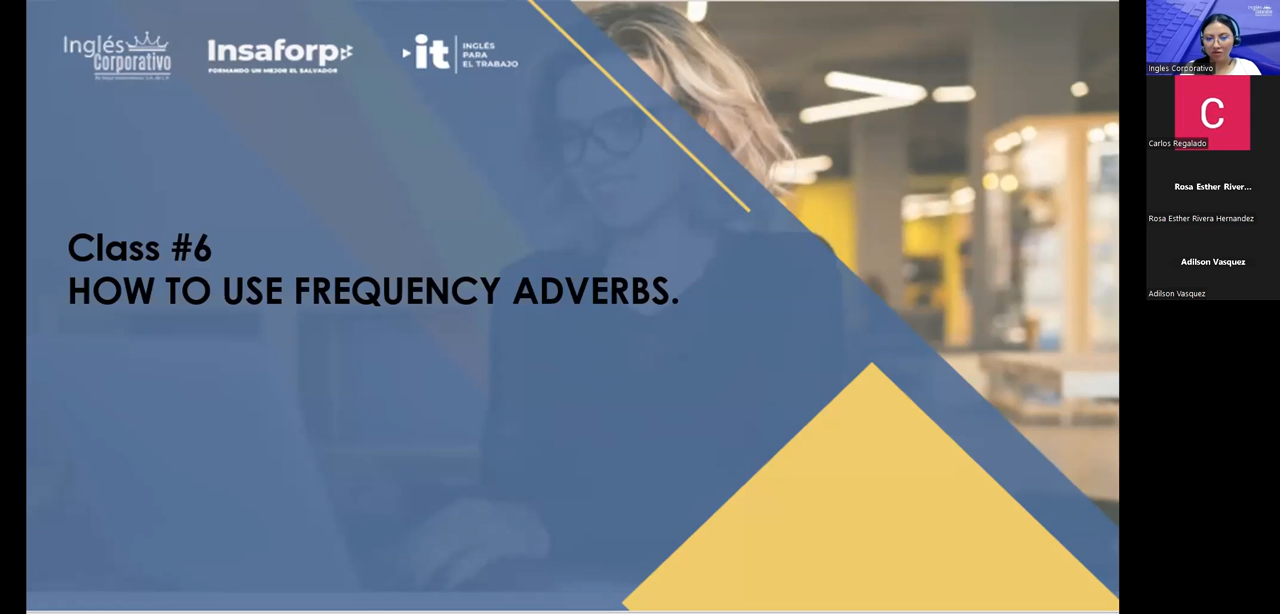 Inglés
Corporativo
Insaforp
FORMANDO UN MEJOR EL SALVADOR
it
INGLÉS
PARA
EL TRABAJO
Class #6
HOW TO USE FREQUENCY ADVERBS.
Ingles Corporativo
C
Carlos Regalado
Rosa Esther River...
Rosa Esther Rivera Hernandez
Adilson Vasquez
Adilson Vasquez